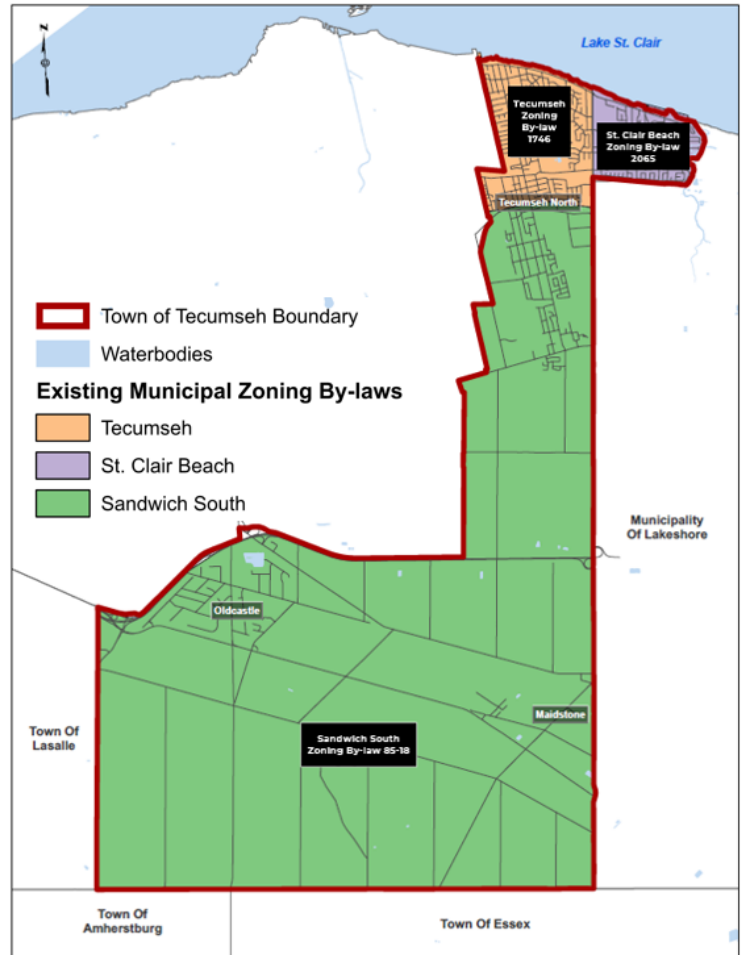 N
Lake St. Clair
Tecumseh
Zoning
By-law
1746
St. Clair Beach
Zoning By-law
2065
Tecumseh North
Town of Tecumseh Boundary
Waterbodies
Existing Municipal Zoning By-laws
Tecumseh
St. Clair Beach
Sandwich South
Municipality
Of Lakeshore
Oldcastle
Maidstone
Town Of
Lasalle
Sandwich South
Zoning By-law 85-18
Town Of
Amherstburg
Town Of Essex